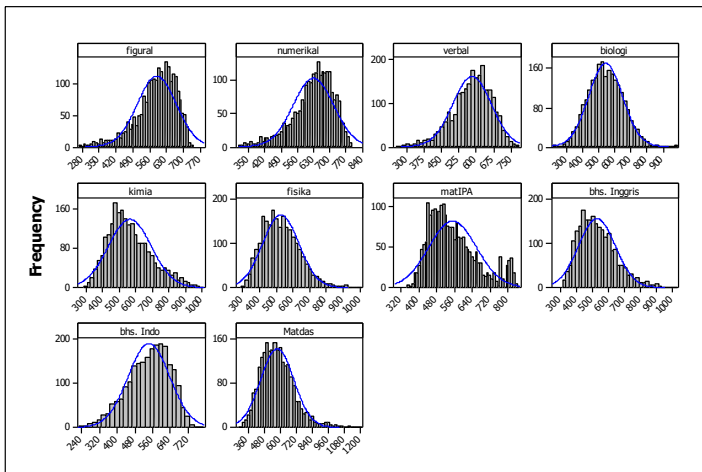 figural
100
50
0
280 350 420 490 560 630 700 770
numerikal
100
50
0
350 420 490 560 630 700 770 840
verbal
200
100
0
300 375 450 525 600 675 750
biologi
160
80
0
300 400 500 600 700 800 900
Frequency
kimia
160
80
0
300 400 500 600 700 800 900 1000
fisika
200
100
0
300 400 500 600 700 800 900 1000
matIPA
100
50
0
320 400 480 560 640 720 800
bhs. Inggris
200
100
0
300 400 500 600 700 800 900 1000
bhs. Indo
200
100
0
240 320 400 480 560 640 720
Matdas
160
80
0
360 480 600 720 840 960 1080 1200